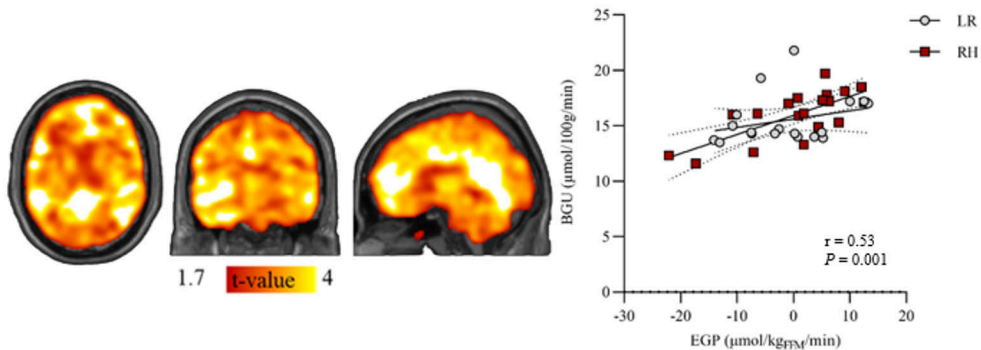 1.7 t-value 4
LR
RH
BGU (μmol/100g/min)
25
20
15
10
5
0
r = 0.53
P = 0.001
-30 -20 -10 0 10 20
EGP (μmol/kgFFM/min)